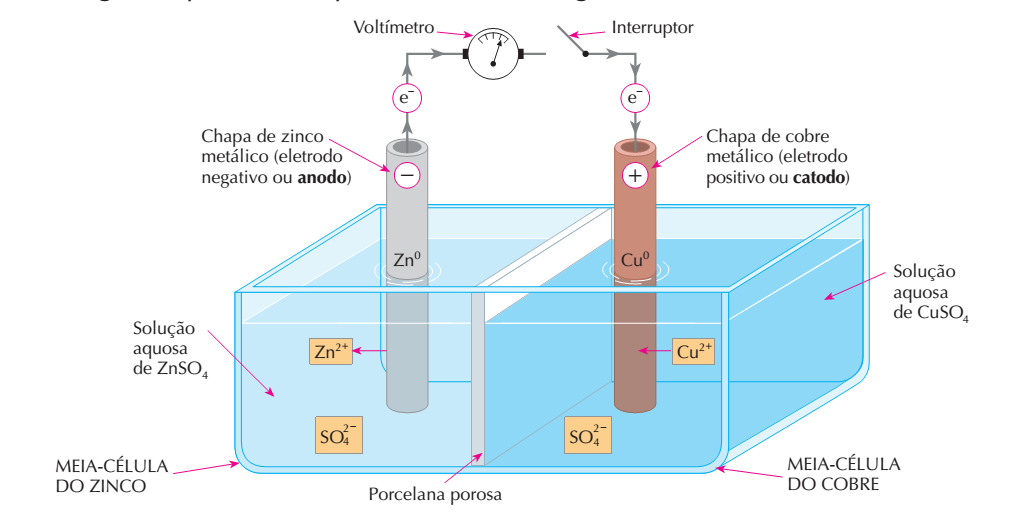 Voltímetro
Interruptor
e⁻
e⁻
Chapa de zinco
metálico (eletrodo
negativo ou anodo)
−
+
Chapa de cobre
metálico (eletrodo
positivo ou catodo)
Zn⁰
Cu⁰
Solução
aquosa
de CuSO₄
Solução
aquosa
de ZnSO₄
Zn²⁺
Cu²⁺
SO₄²⁻
SO₄²⁻
MEIA-CÉLULA
DO ZINCO
Porcelana porosa
MEIA-CÉLULA
DO COBRE